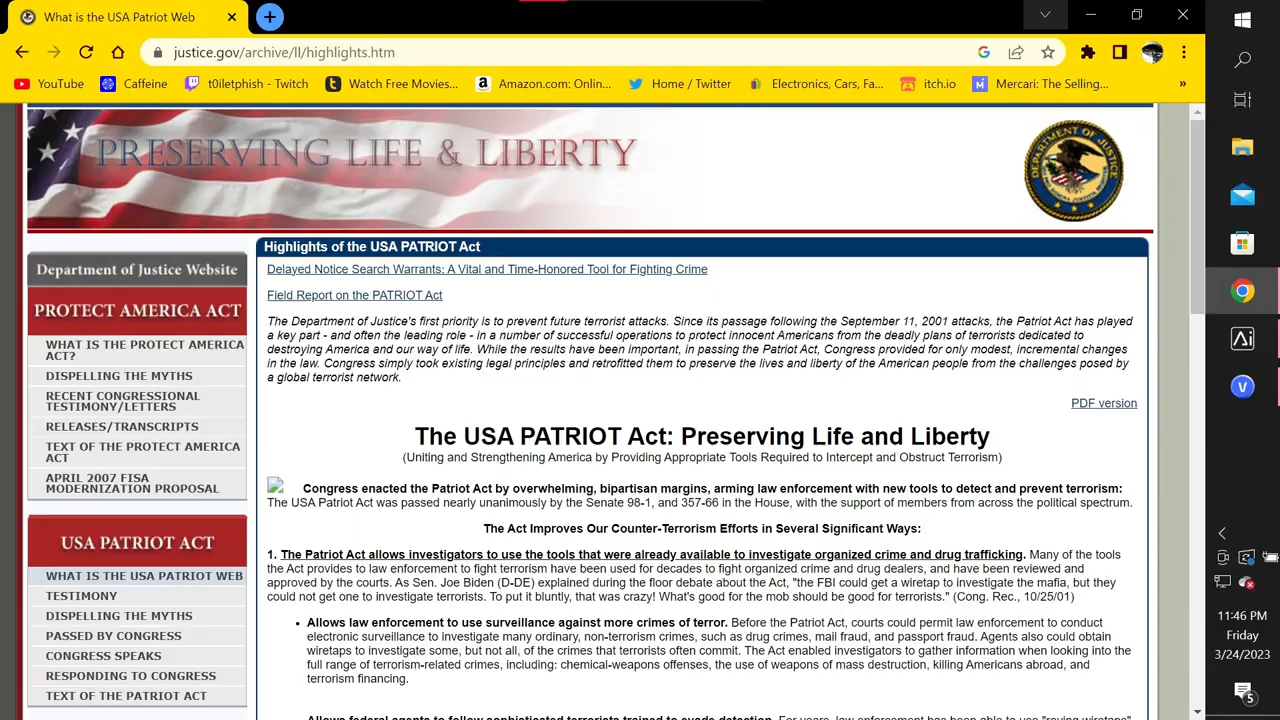 What is the USA Patriot Web
justice.gov/archive/ll/highlights.htm
YouTube
Caffeine
t0iletphish - Twitch
Watch Free Movies...
Amazon.com: Onlin...
Home / Twitter
Electronics, Cars, Fa...
itch.io
Mercari: The Selling...
»
PRESERVING LIFE & LIBERTY
Department of Justice Website
PROTECT AMERICA ACT
WHAT IS THE PROTECT AMERICA
ACT?
DISPELLING THE MYTHS
RECENT CONGRESSIONAL
TESTIMONY/LETTERS
RELEASES/TRANSCRIPTS
TEXT OF THE PROTECT AMERICA
ACT
APRIL 2007 FISA
MODERNIZATION PROPOSAL
USA PATRIOT ACT
WHAT IS THE USA PATRIOT WEB
TESTIMONY
DISPELLING THE MYTHS
PASSED BY CONGRESS
CONGRESS SPEAKS
RESPONDING TO CONGRESS
TEXT OF THE PATRIOT ACT
Highlights of the USA PATRIOT Act
Delayed Notice Search Warrants: A Vital and Time-Honored Tool for Fighting Crime
Field Report on the PATRIOT Act
The Department of Justice's first priority is to prevent future terrorist attacks. Since its passage following the September 11, 2001 attacks, the Patriot Act has played
a key part - and often the leading role - in a number of successful operations to protect innocent Americans from the deadly plans of terrorists dedicated to
destroying America and our way of life. While the results have been important, in passing the Patriot Act, Congress provided for only modest, incremental changes
in the law. Congress simply took existing legal principles and retrofitted them to preserve the lives and liberty of the American people from the challenges posed by
a global terrorist network.
PDF version
The USA PATRIOT Act: Preserving Life and Liberty
(Uniting and Strengthening America by Providing Appropriate Tools Required to Intercept and Obstruct Terrorism)
Congress enacted the Patriot Act by overwhelming, bipartisan margins, arming law enforcement with new tools to detect and prevent terrorism:
The USA Patriot Act was passed nearly unanimously by the Senate 98-1, and 357-66 in the House, with the support of members from across the political spectrum.
The Act Improves Our Counter-Terrorism Efforts in Several Significant Ways:
1. The Patriot Act allows investigators to use the tools that were already available to investigate organized crime and drug trafficking. Many of the tools
the Act provides to law enforcement to fight terrorism have been used for decades to fight organized crime and drug dealers, and have been reviewed and
approved by the courts. As Sen. Joe Biden (D-DE) explained during the floor debate about the Act, "the FBI could get a wiretap to investigate the mafia, but they
could not get one to investigate terrorists. To put it bluntly, that was crazy! What's good for the mob should be good for terrorists." (Cong. Rec., 10/25/01)
• Allows law enforcement to use surveillance against more crimes of terror. Before the Patriot Act, courts could permit law enforcement to conduct
electronic surveillance to investigate many ordinary, non-terrorism crimes, such as drug crimes, mail fraud, and passport fraud. Agents also could obtain
wiretaps to investigate some, but not all, of the crimes that terrorists often commit. The Act enabled investigators to gather information when looking into the
full range of terrorism-related crimes, including: chemical-weapons offenses, the use of weapons of mass destruction, killing Americans abroad, and
terrorism financing.
Allows federal agents to follow sophisticated terrorists trained to evade detection. For years, law enforcement has been able to use "roving wiretaps"
Ai
V
11:46 PM
Friday
3/24/2023
5